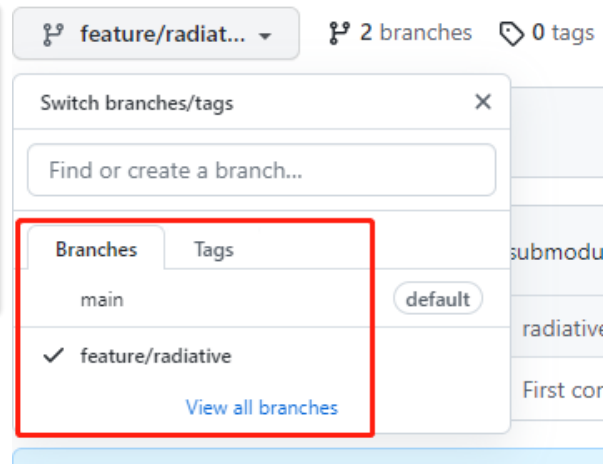 feature/radiat... 2 branches 0 tags
Switch branches/tags
Find or create a branch...
Branches Tags
submodu
main default
radiative
feature/radiative
First cor
View all branches